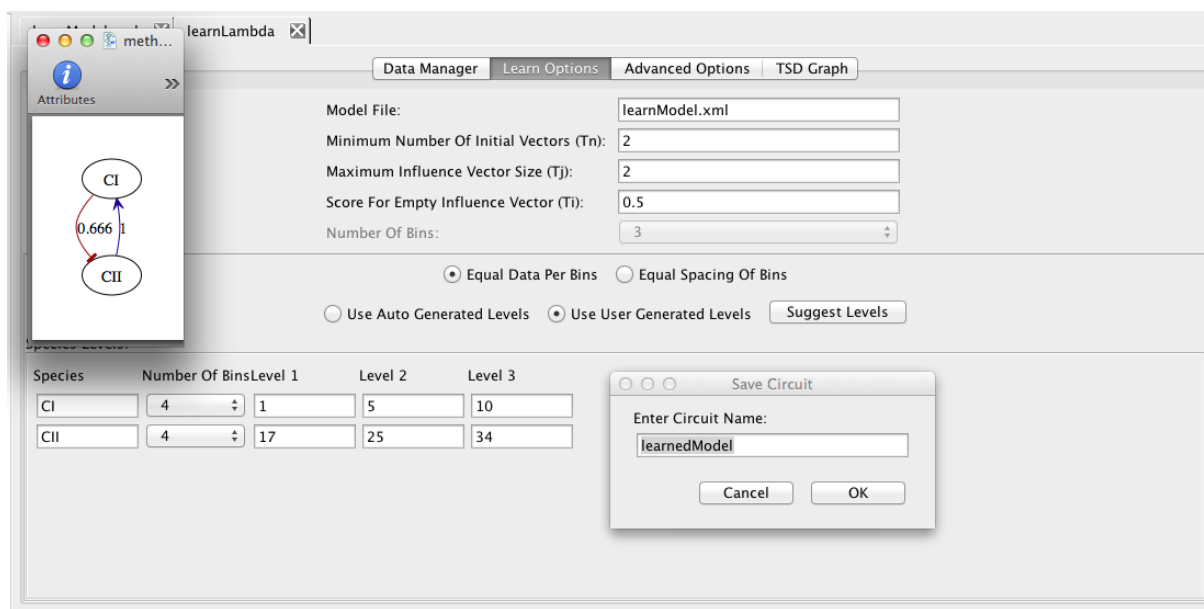 learnLambda
meth...
Attributes
Data Manager Learn Options Advanced Options TSD Graph
CI
0.666 1
CII
Model File: learnModel.xml
Minimum Number Of Initial Vectors (Tn): 2
Maximum Influence Vector Size (Tj): 2
Score For Empty Influence Vector (Ti): 0.5
Number Of Bins: 3
Equal Data Per Bins Equal Spacing Of Bins
Use Auto Generated Levels Use User Generated Levels Suggest Levels
Species Number Of Bins Level 1 Level 2 Level 3
CI 4 1 5 10
CII 4 17 25 34
Save Circuit
Enter Circuit Name:
learnedModel
Cancel OK